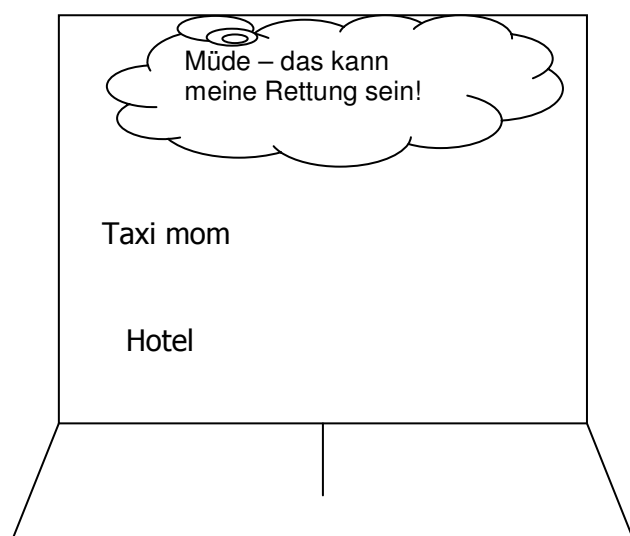 Müde – das kann
meine Rettung sein!
Taxi mom
Hotel